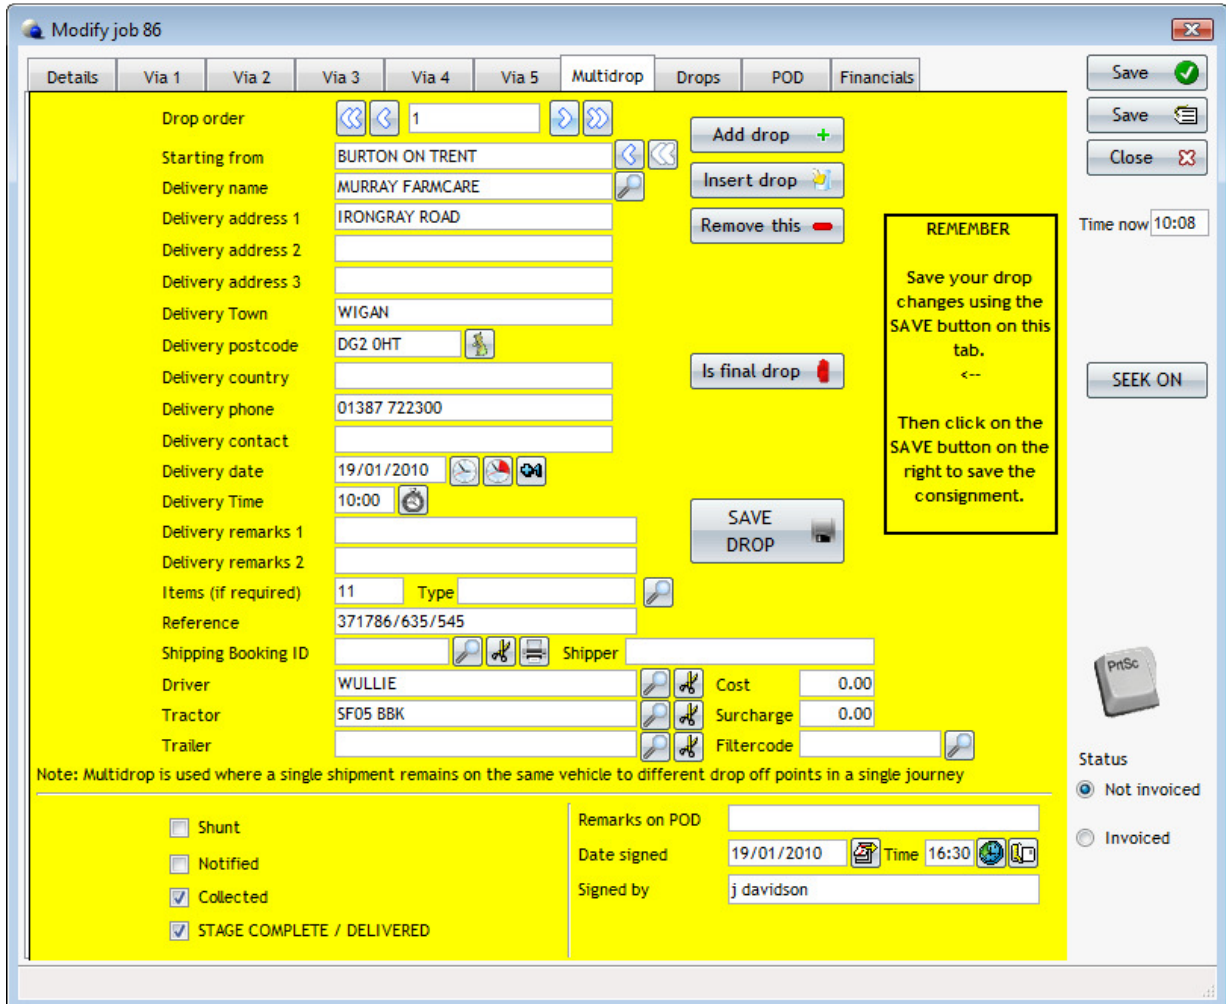 Modify job 86
Details Via 1 Via 2 Via 3 Via 4 Via 5 Multidrop Drops POD Financials
Save
Save
Close
Time now 10:08
SEEK ON
Drop order 1
Starting from BURTON ON TRENT
Delivery name MURRAY FARMCARE
Delivery address 1 IRONGRAY ROAD
Delivery address 2
Delivery address 3
Delivery Town WIGAN
Delivery postcode DG2 0HT
Delivery country
Delivery phone 01387 722300
Delivery contact
Delivery date 19/01/2010
Delivery Time 10:00
Delivery remarks 1
Delivery remarks 2
Items (if required) 11 Type
Reference 371786/635/545
Shipping Booking ID Shipper
Driver WULLIE Cost 0.00
Tractor SF05 BBK Surcharge 0.00
Trailer Filtercode
Add drop
Insert drop
Remove this
Is final drop
SAVE
DROP
REMEMBER
Save your drop
changes using the
SAVE button on this
tab.
<--
Then click on the
SAVE button on the
right to save the
consignment.
Note: Multidrop is used where a single shipment remains on the same vehicle to different drop off points in a single journey
Shunt
Notified
Collected
STAGE COMPLETE / DELIVERED
Remarks on POD
Date signed 19/01/2010 Time 16:30
Signed by j davidson
PrtSc
Status
Not invoiced
Invoiced